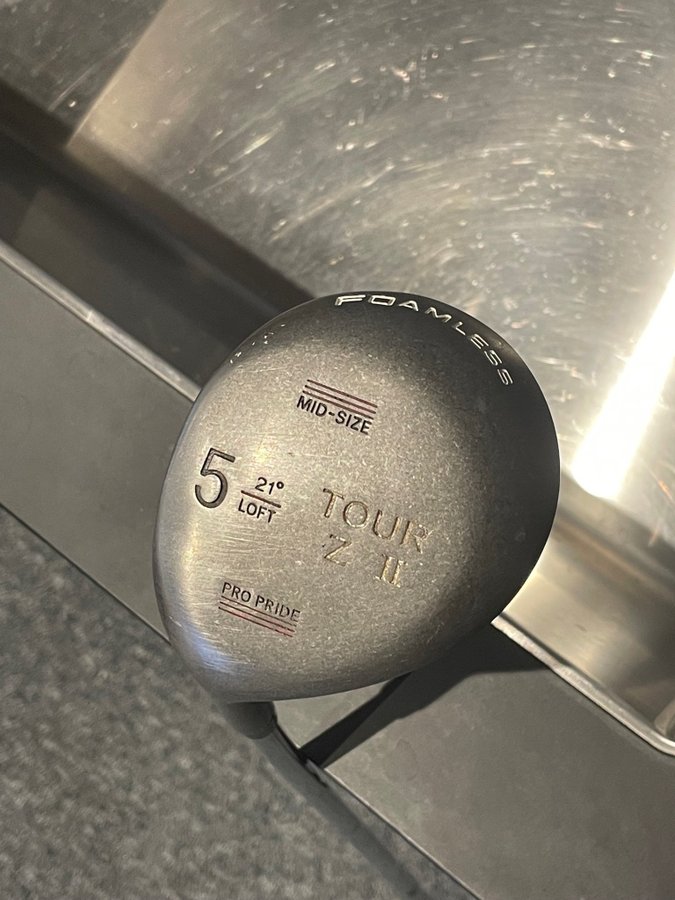 FOAMLESS
MID-SIZE
5
21°
LOFT
TOUR
Z II
PRO PRIDE